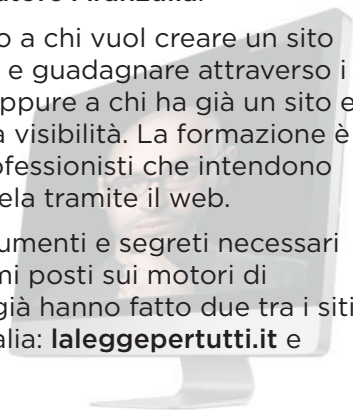 o a chi vuol creare un sito
e guadagnare attraverso i
ppure a chi ha già un sito e
a visibilità. La formazione è
ofessionisti che intendono
ela tramite il web.
umenti e segreti necessari
mi posti sui motori di
già hanno fatto due tra i siti
alia: laleggepertutti.it e